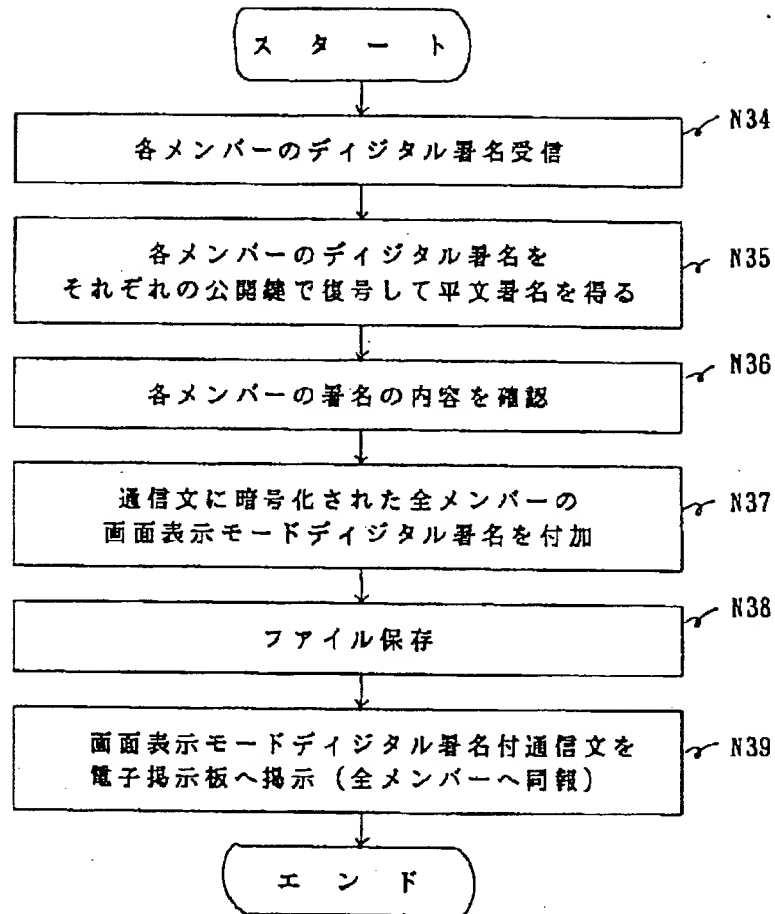 スタート
各メンバーのディジタル署名受信
N34
各メンバーのディジタル署名を
それぞれの公開鍵で復号して平文署名を得る
N35
各メンバーの署名の内容を確認
N36
通信文に暗号化された全メンバーの
画面表示モードディジタル署名を付加
N37
ファイル保存
N38
画面表示モードディジタル署名付通信文を
電子掲示板へ掲示（全メンバーへ同報）
N39
エンド